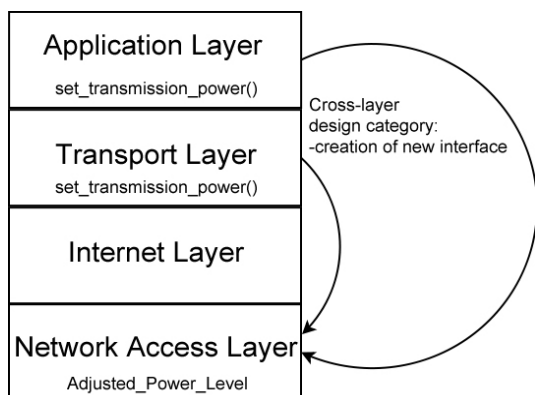 Application Layer
set_transmission_power()
Cross-layer
design category:
-creation of new interface
Transport Layer
set_transmission_power()
Internet Layer
Network Access Layer
Adjusted_Power_Level